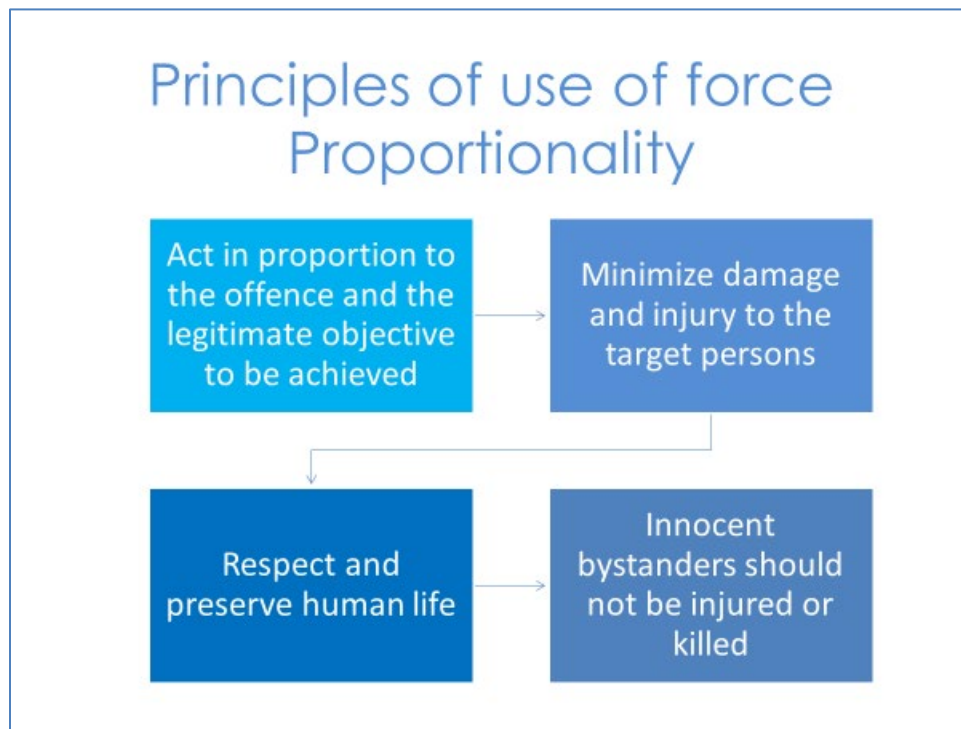 Principles of use of force
Proportionality
Act in proportion to
the offence and the
legitimate objective
to be achieved
Minimize damage
and injury to the
target persons
Respect and
preserve human life
Innocent
bystanders should
not be injured or
killed